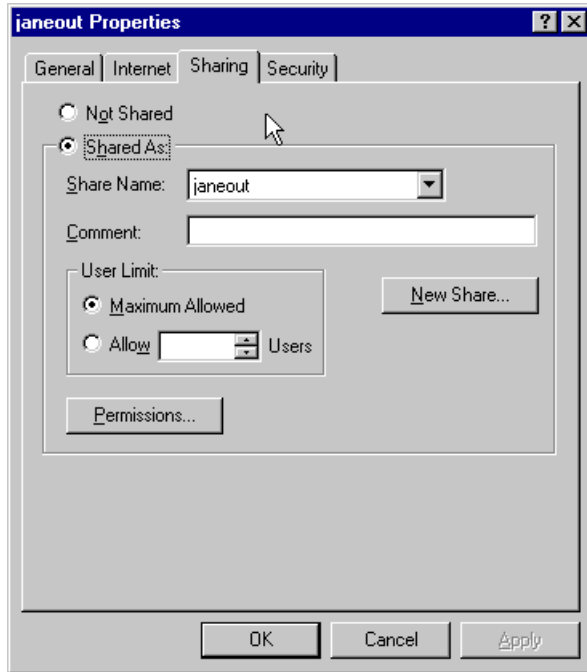 janeout Properties
General Internet Sharing Security
Not Shared
Shared As:
Share Name: janeout
Comment:
User Limit:
Maximum Allowed
New Share...
Allow Users
Permissions...
OK Cancel Apply